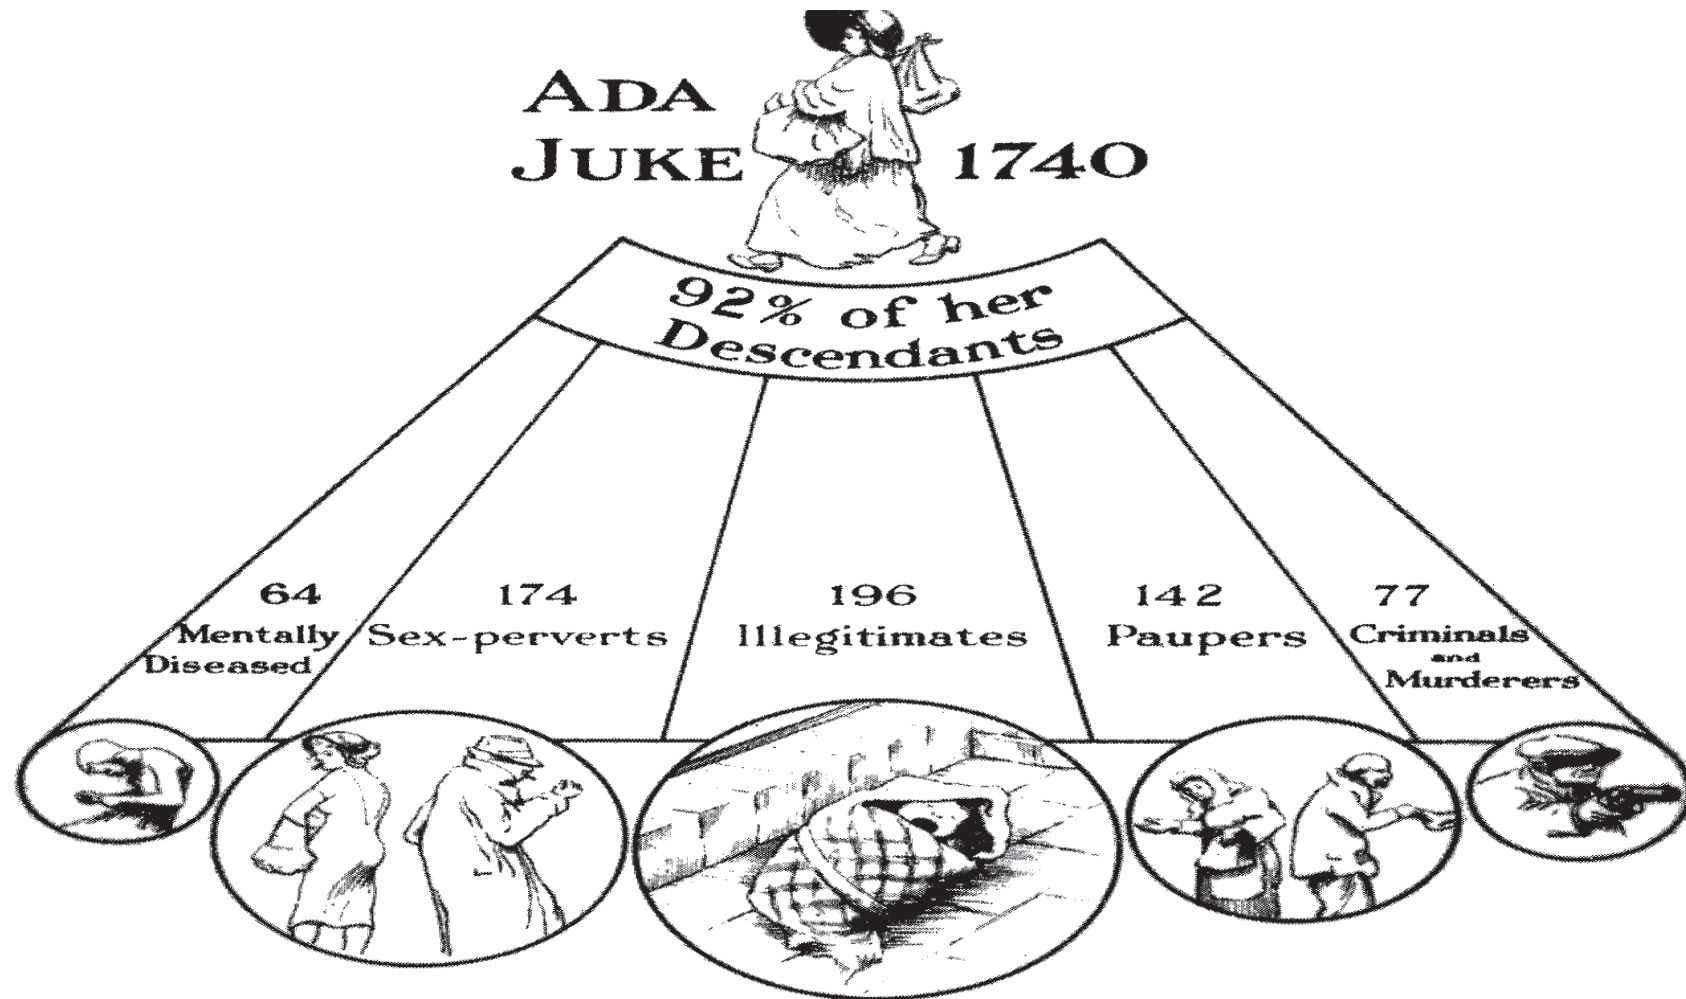 ADA
JUKE 1740
92% of her
Descendants
64
Mentally
Diseased
174
Sex-perverts
196
Illegitimates
142
Paupers
77
Criminals
and
Murderers